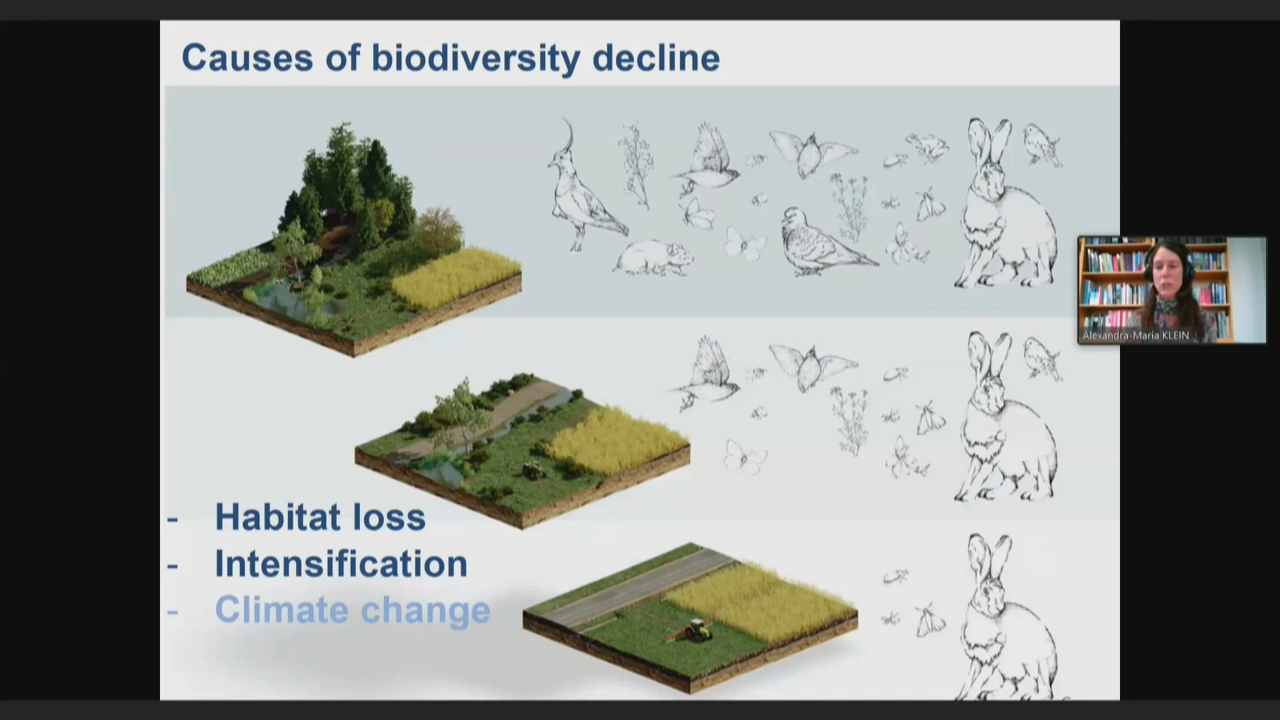 Causes of biodiversity decline
Alexandra-Maria KLEIN
- Habitat loss
- Intensification
- Climate change